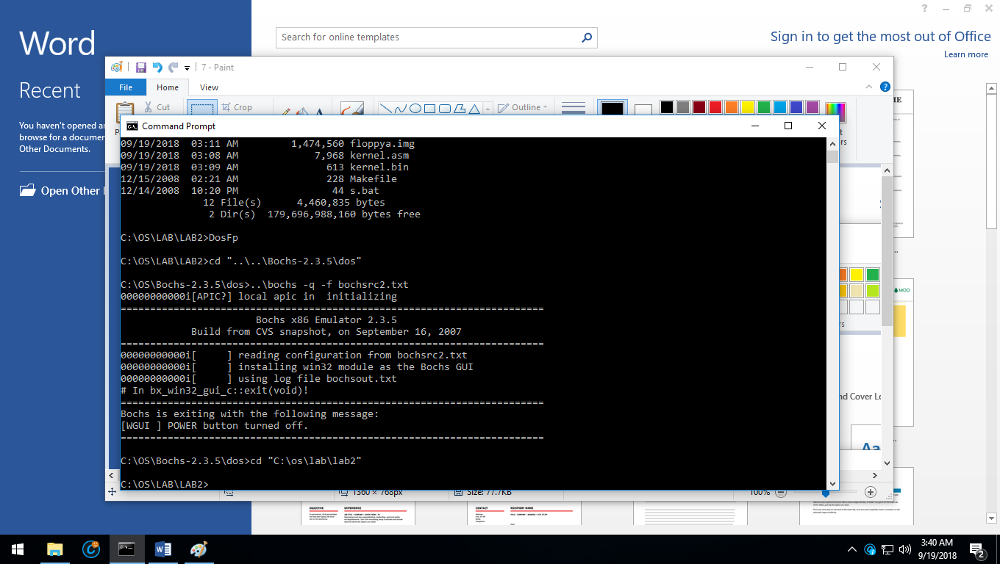 Word
Recent
You haven't opened
browse for a
Other Documents.
Open Other
Search for online templates
Sign in to get the most out of Office
Learn more
7 - Paint
File
Home
View
Cut
Crop
Outline
Command Prompt
09/19/2018  03:11 AM         1,474,560 floppya.img
09/19/2018  03:08 AM             7,968 kernel.asm
09/19/2018  03:09 AM               613 kernel.bin
12/15/2008  02:21 AM               228 Makefile
12/14/2008  10:20 PM                44 s.bat
              12 File(s)      4,460,835 bytes
               2 Dir(s)  179,696,988,160 bytes free
C:\OS\LAB\LAB2>DosFp
C:\OS\LAB\LAB2>cd "..\..\Bochs-2.3.5\dos"
C:\OS\Bochs-2.3.5\dos>..\bochs -q -f bochsrc2.txt
00000000000i[APIC?] local apic in  initializing
========================================================================
                       Bochs x86 Emulator 2.3.5
            Build from CVS snapshot, on September 16, 2007
========================================================================
00000000000i[     ] reading configuration from bochsrc2.txt
00000000000i[     ] installing win32 module as the Bochs GUI
00000000000i[     ] using log file bochsout.txt
# In bx_win32_gui_c::exit(void)!
========================================================================
Bochs is exiting with the following message:
[WGUI ] POWER button turned off.
========================================================================
C:\OS\Bochs-2.3.5\dos>cd "C:\os\lab\lab2"
C:\OS\LAB\LAB2>
MOO
and Cover Le
Aa
1360 × 768px
Size: 77.7KB
100%
OBJECTIVE
EXPERIENCE
CONTACT
RECIPIENT NAME
3:40 AM
9/19/2018
2